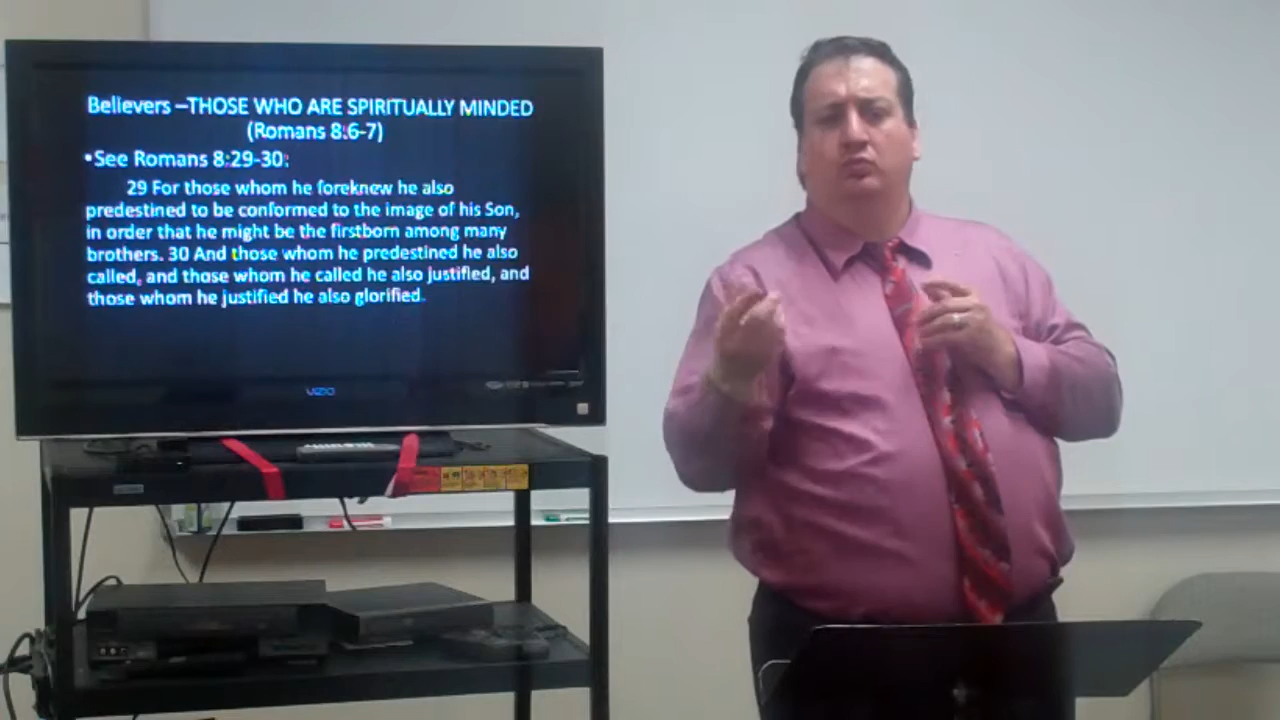 Believers –THOSE WHO ARE SPIRITUALLY MINDED
(Romans 8:6-7)
•See Romans 8:29-30:
29 For those whom he foreknew he also
predestined to be conformed to the image of his Son,
in order that he might be the firstborn among many
brothers. 30 And those whom he predestined he also
called, and those whom he called he also justified, and
those whom he justified he also glorified.
VIZIO